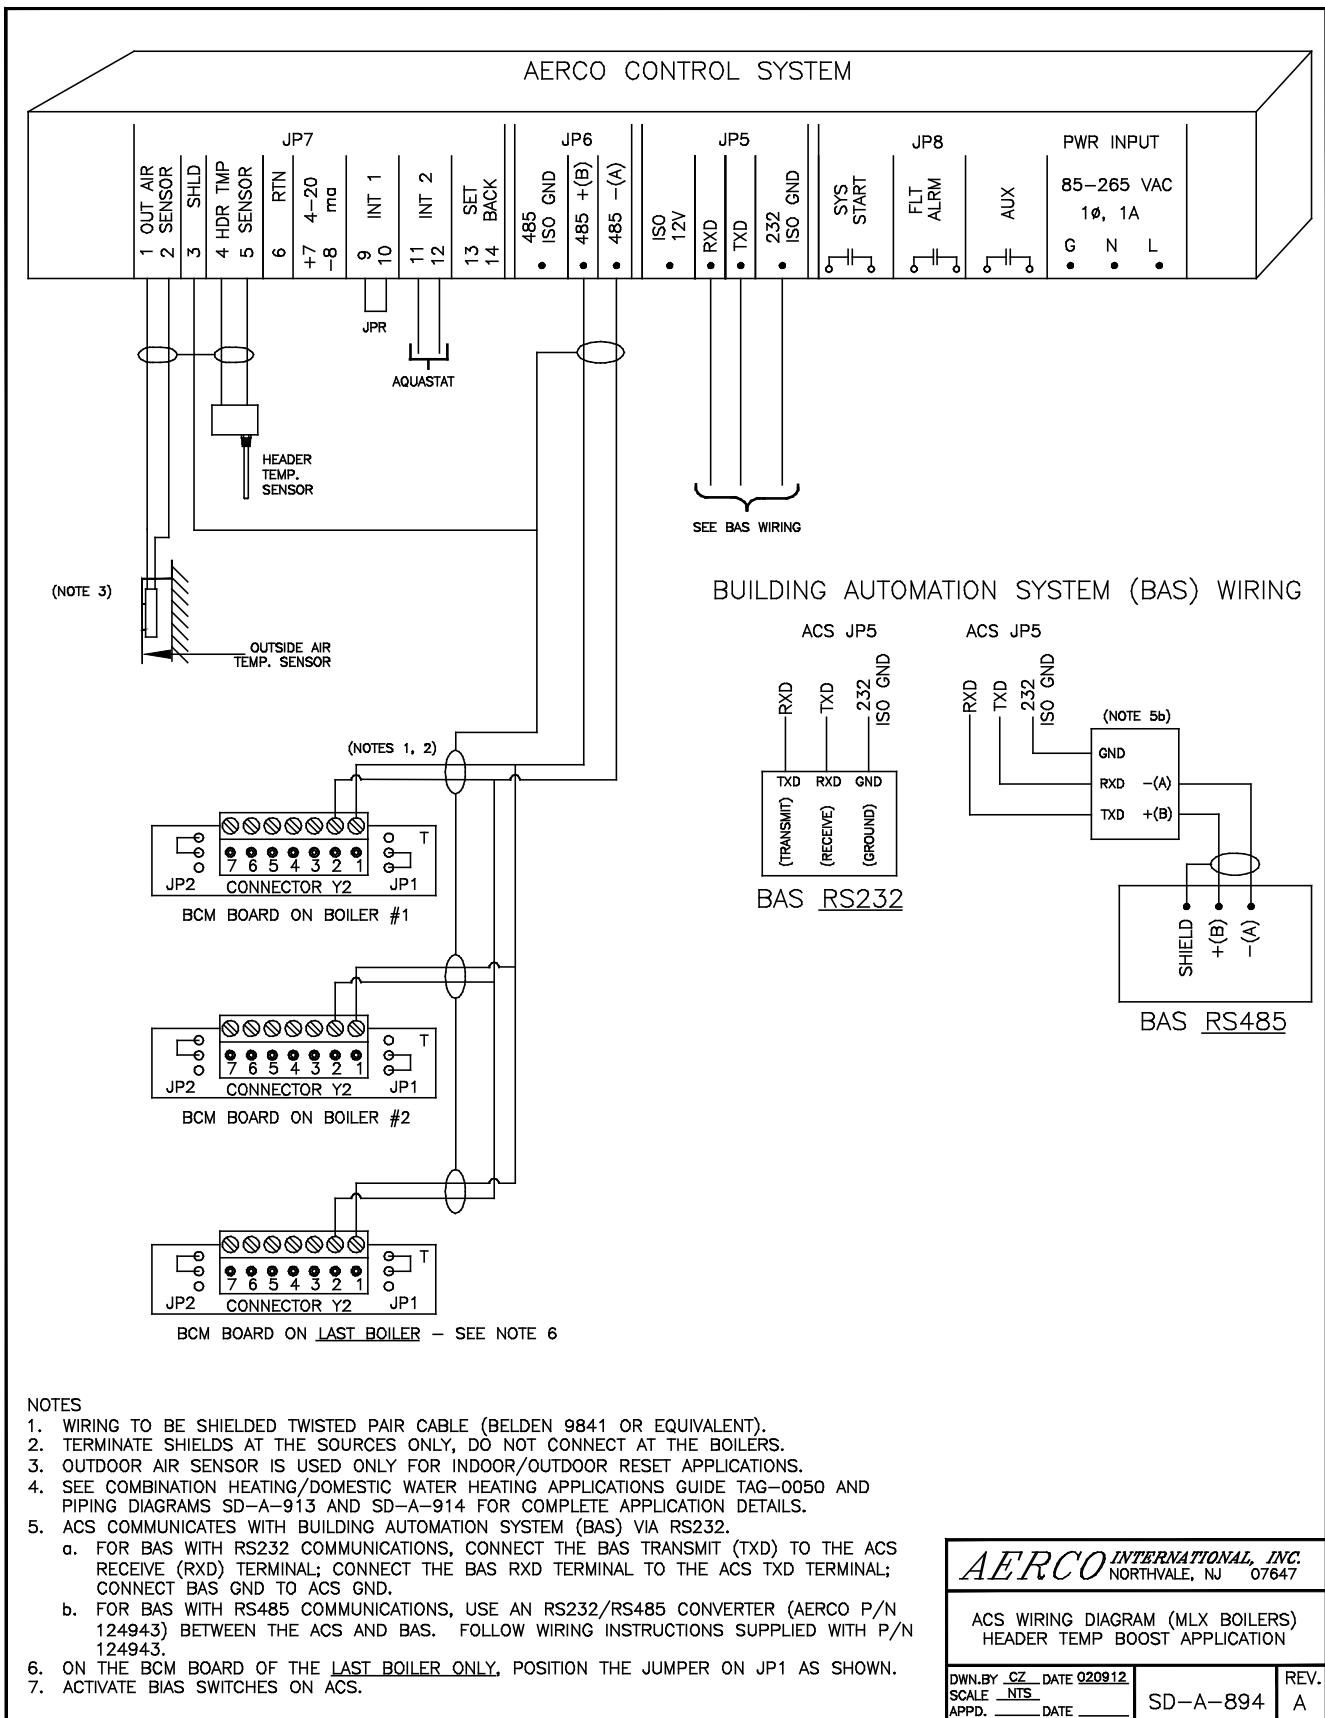 AERCO CONTROL SYSTEM
JP7
JP6
JP5
JP8
PWR INPUT
1 OUT AIR
2 SENSOR
3 SHLD
4 HDR TMP
5 SENSOR
6 RTN
+7 4-20
-8 ma
9 INT 1
10
11 INT 2
12
13 SET
14 BACK
485
ISO GND
485 +(B)
485 -(A)
ISO
12V
RXD
TXD
232
ISO GND
SYS
START
FLT
ALRM
AUX
85-265 VAC
1ø, 1A
G N L
JPR
AQUASTAT
HEADER
TEMP.
SENSOR
SEE BAS WIRING
(NOTE 3)
OUTSIDE AIR
TEMP. SENSOR
BUILDING AUTOMATION SYSTEM (BAS) WIRING
ACS JP5
RXD
TXD
232
ISO GND
TXD RXD GND
(TRANSMIT)
(RECEIVE)
(GROUND)
BAS RS232
ACS JP5
RXD
TXD
232
ISO GND
(NOTE 5b)
GND
RXD -(A)
TXD +(B)
SHIELD
+(B)
-(A)
BAS RS485
(NOTES 1, 2)
T
7 6 5 4 3 2 1
JP2 CONNECTOR Y2 JP1
BCM BOARD ON BOILER #1
T
7 6 5 4 3 2 1
JP2 CONNECTOR Y2 JP1
BCM BOARD ON BOILER #2
T
7 6 5 4 3 2 1
JP2 CONNECTOR Y2 JP1
BCM BOARD ON LAST BOILER - SEE NOTE 6
NOTES
1. WIRING TO BE SHIELDED TWISTED PAIR CABLE (BELDEN 9841 OR EQUIVALENT).
2. TERMINATE SHIELDS AT THE SOURCES ONLY, DO NOT CONNECT AT THE BOILERS.
3. OUTDOOR AIR SENSOR IS USED ONLY FOR INDOOR/OUTDOOR RESET APPLICATIONS.
4. SEE COMBINATION HEATING/DOMESTIC WATER HEATING APPLICATIONS GUIDE TAG-0050 AND
PIPING DIAGRAMS SD-A-913 AND SD-A-914 FOR COMPLETE APPLICATION DETAILS.
5. ACS COMMUNICATES WITH BUILDING AUTOMATION SYSTEM (BAS) VIA RS232.
a. FOR BAS WITH RS232 COMMUNICATIONS, CONNECT THE BAS TRANSMIT (TXD) TO THE ACS
RECEIVE (RXD) TERMINAL; CONNECT THE BAS RXD TERMINAL TO THE ACS TXD TERMINAL;
CONNECT BAS GND TO ACS GND.
b. FOR BAS WITH RS485 COMMUNICATIONS, USE AN RS232/RS485 CONVERTER (AERCO P/N
124943) BETWEEN THE ACS AND BAS. FOLLOW WIRING INSTRUCTIONS SUPPLIED WITH P/N
124943.
6. ON THE BCM BOARD OF THE LAST BOILER ONLY, POSITION THE JUMPER ON JP1 AS SHOWN.
7. ACTIVATE BIAS SWITCHES ON ACS.
AERCO INTERNATIONAL, INC.
NORTHVALE, NJ 07647
ACS WIRING DIAGRAM (MLX BOILERS)
HEADER TEMP BOOST APPLICATION
DWN.BY CZ DATE 020912
SCALE NTS
APPD. DATE
SD-A-894
REV.
A